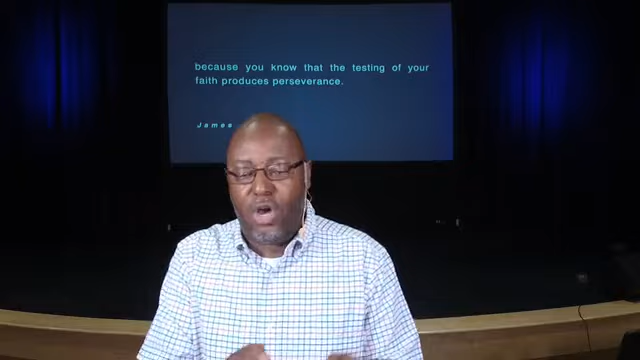 because you know that the testing of your
faith produces perseverance.
James